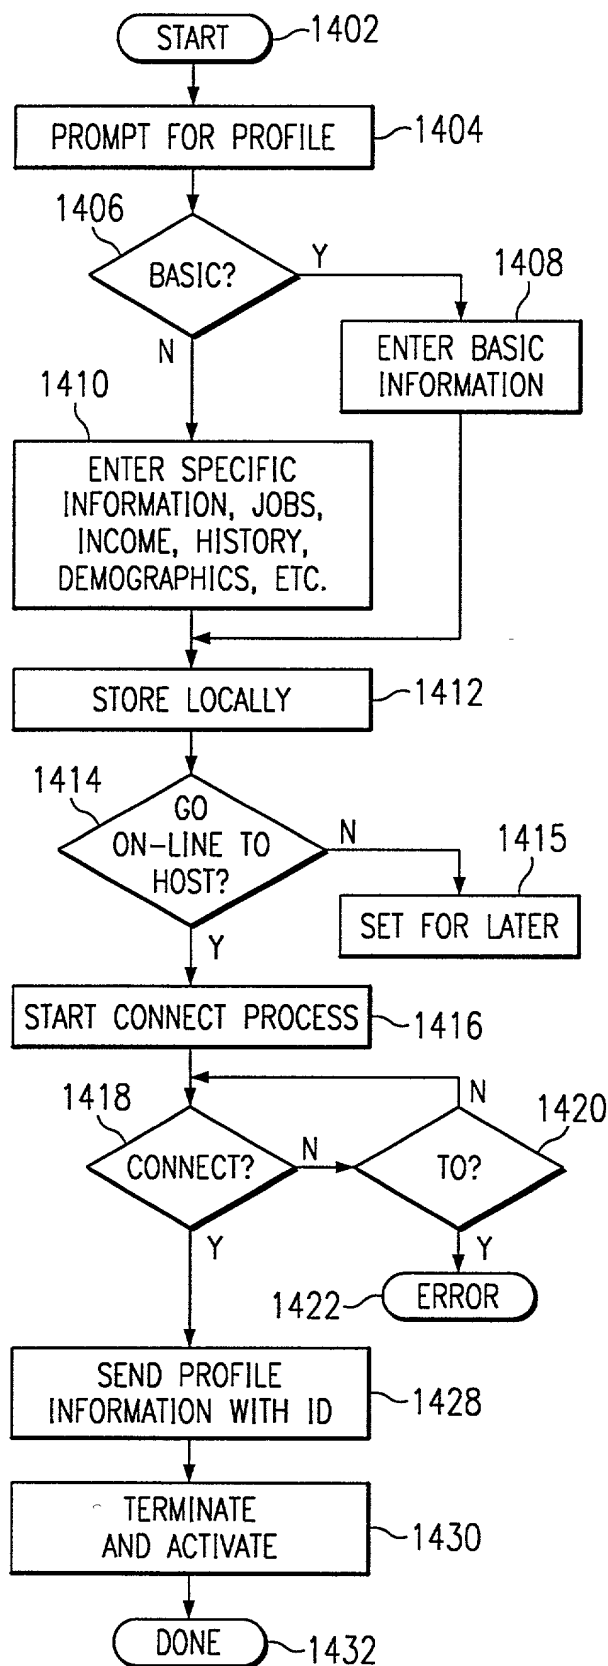 START
1402
PROMPT FOR PROFILE
1404
1406
BASIC?
Y
N
1408
ENTER BASIC
INFORMATION
1410
ENTER SPECIFIC
INFORMATION, JOBS,
INCOME, HISTORY,
DEMOGRAPHICS, ETC.
STORE LOCALLY
1412
1414
GO
ON-LINE TO
HOST?
N
Y
1415
SET FOR LATER
START CONNECT PROCESS
1416
1418
CONNECT?
N
Y
N
1420
TO?
Y
1422
ERROR
SEND PROFILE
INFORMATION WITH ID
1428
TERMINATE
AND ACTIVATE
1430
DONE
1432